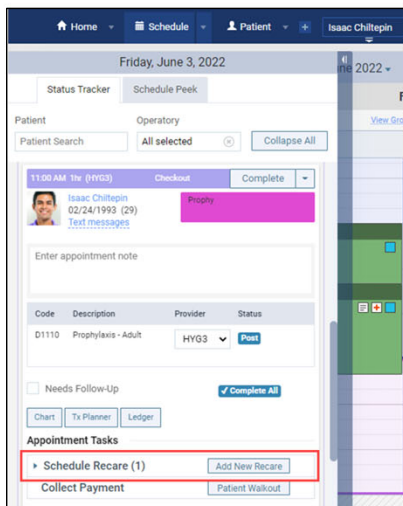 Home Schedule Patient + Isaac Chiltepin
Friday, June 3, 2022
ne 2022
Status Tracker Schedule Peek
F
Patient Operatory
View Gro
Patient Search All selected Collapse All
11:00 AM 1hr (HYG3) Checkout Complete
Isaac Chiltepin
02/24/1993 (29)
Text messages
Prophy
Enter appointment note
Code Description Provider Status
D1110 Prophylaxis - Adult HYG3 Post
Needs Follow-Up ✓ Complete All
Chart Tx Planner Ledger
Appointment Tasks
Schedule Recare (1) Add New Recare
Collect Payment Patient Walkout